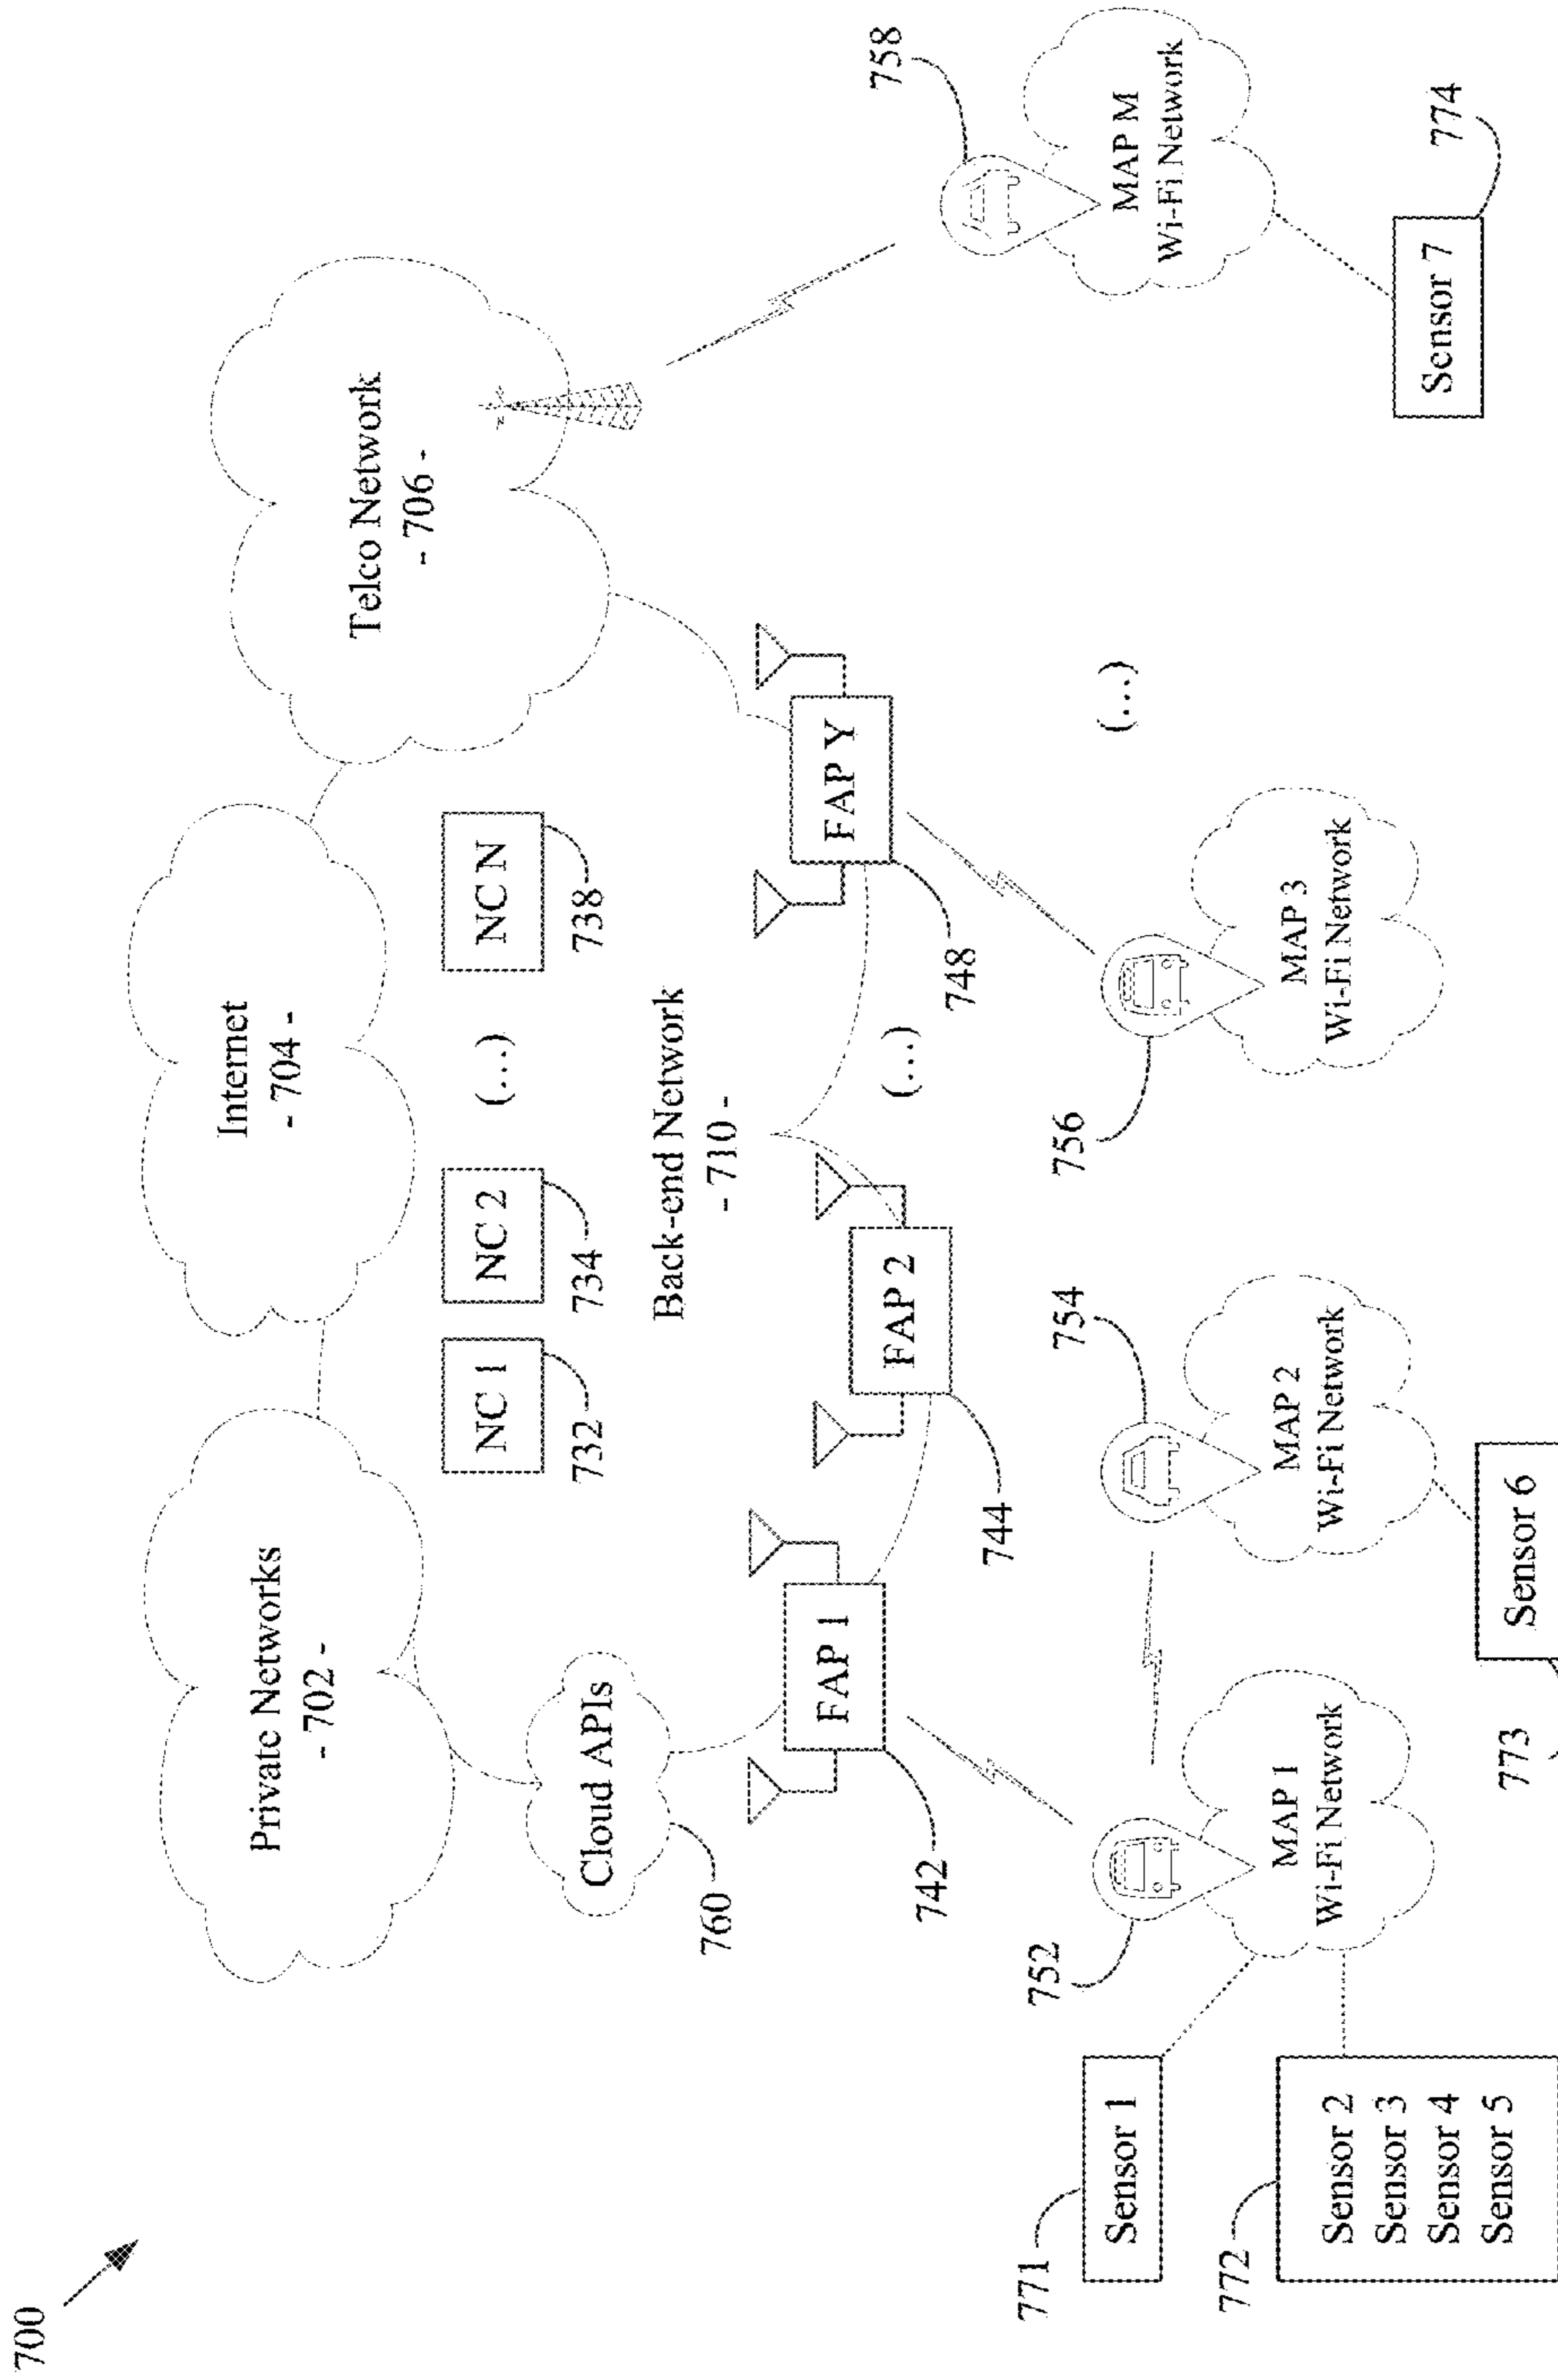 700
Private Networks
- 702 -
Internet
- 704 -
Telco Network
- 706 -
Cloud APIs
760
NC 1
732
NC 2
734
(...)
NC N
738
Back-end Network
- 710 -
FAP 1
742
FAP 2
744
(...)
FAP Y
748
752
MAP 1
Wi-Fi Network
754
MAP 2
Wi-Fi Network
756
MAP 3
Wi-Fi Network
(...)
758
MAP M
Wi-Fi Network
771
Sensor 1
772
Sensor 2
Sensor 3
Sensor 4
Sensor 5
773
Sensor 6
Sensor 7
774